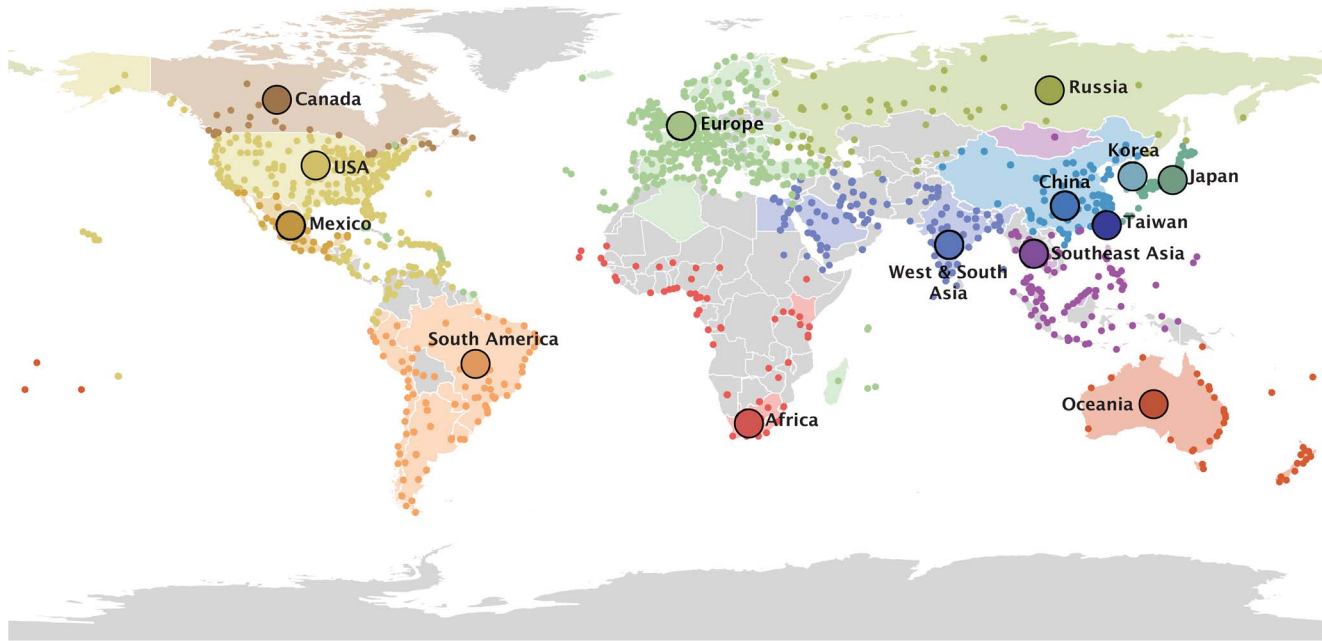 Canada
USA
Mexico
South America
Europe
Africa
Russia
Korea
Japan
China
Taiwan
Southeast Asia
West & South
Asia
Oceania